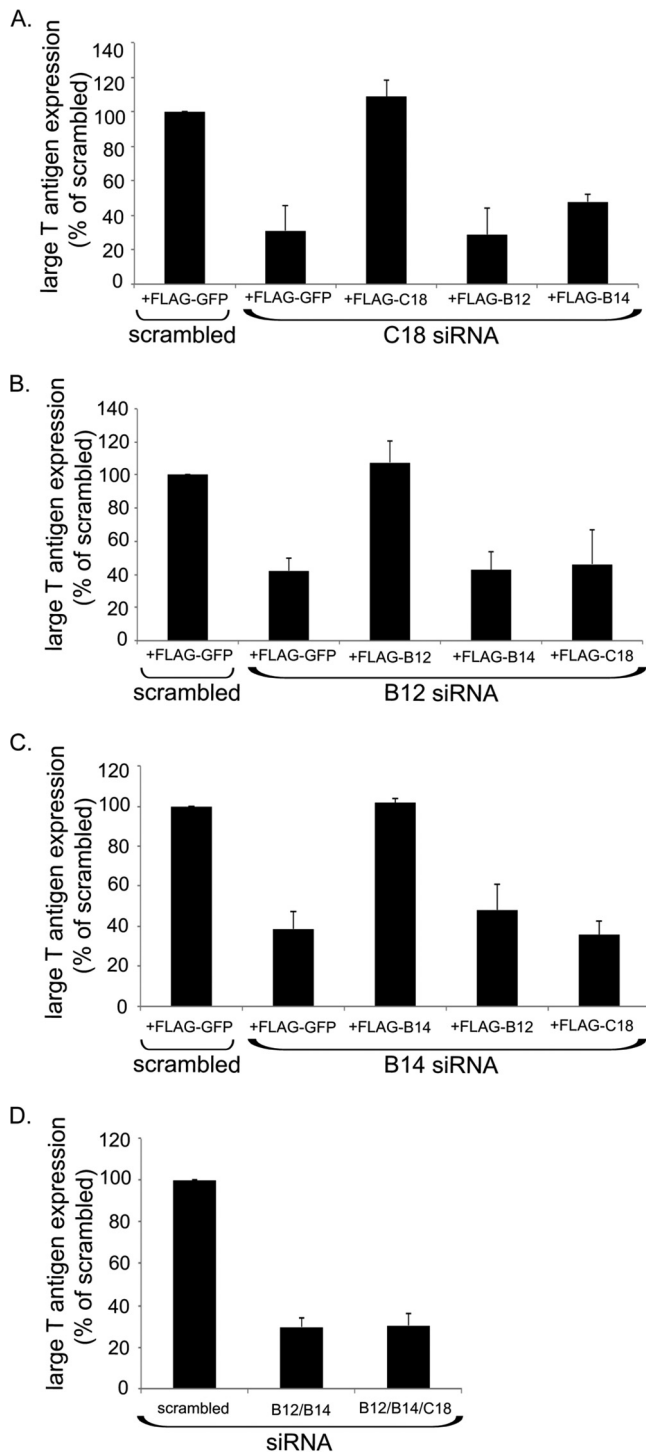 A.
large T antigen expression
(% of scrambled)
140
120
100
80
60
40
20
0
+FLAG-GFP +FLAG-GFP +FLAG-C18 +FLAG-B12 +FLAG-B14
scrambled C18 siRNA
B.
large T antigen expression
(% of scrambled)
140
120
100
80
60
40
20
0
+FLAG-GFP +FLAG-GFP +FLAG-B12 +FLAG-B14 +FLAG-C18
scrambled B12 siRNA
C.
large T antigen expression
(% of scrambled)
120
100
80
60
40
20
0
+FLAG-GFP +FLAG-GFP +FLAG-B14 +FLAG-B12 +FLAG-C18
scrambled B14 siRNA
D.
large T antigen expression
(% of scrambled)
120
100
80
60
40
20
0
scrambled B12/B14 B12/B14/C18
siRNA